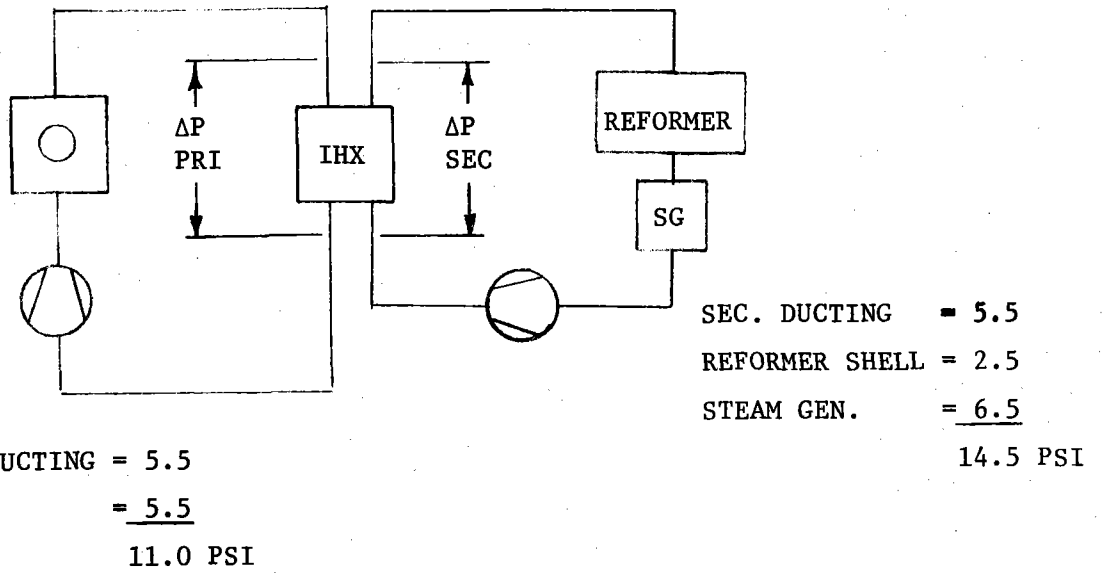 ΔP
PRI
IHX
ΔP
SEC
REFORMER
SG
SEC. DUCTING = 5.5
REFORMER SHELL = 2.5
STEAM GEN. = 6.5
14.5 PSI
UCTING = 5.5
= 5.5
11.0 PSI